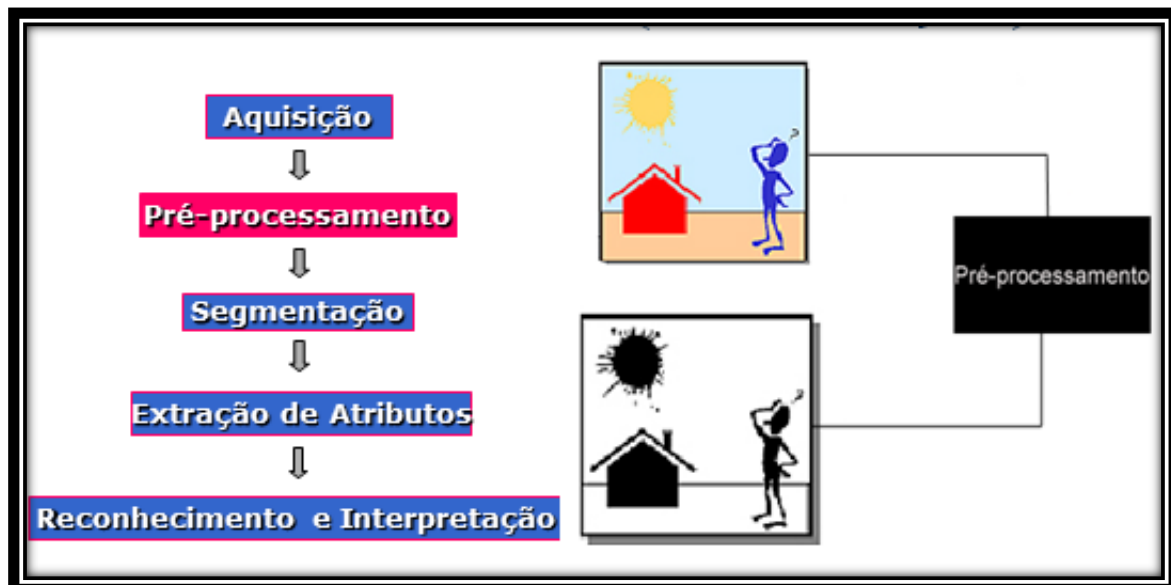 Aquisição
Pré-processamento
Segmentação
Extração de Atributos
Reconhecimento e Interpretação
Pré-processamento